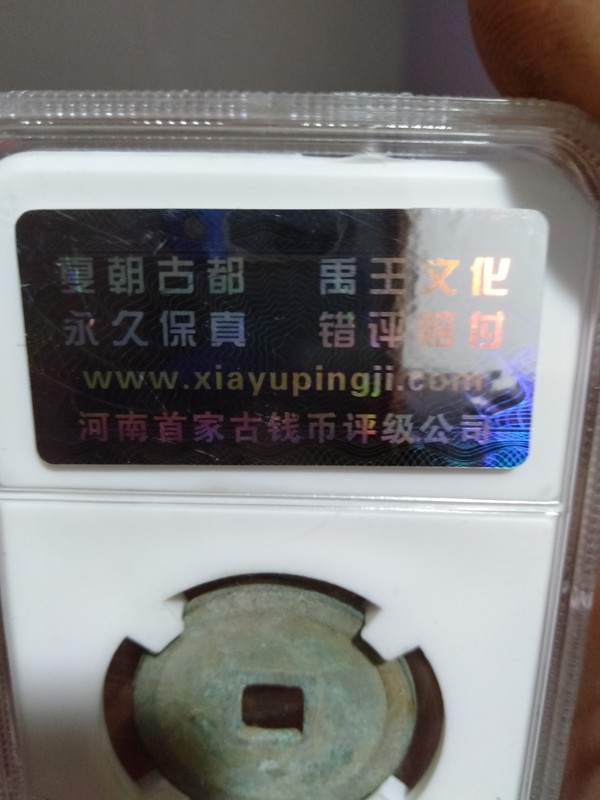 夏朝古都 禹王文化
永久保真 错评赔付
www.xiayupingji.com
河南首家古钱币评级公司